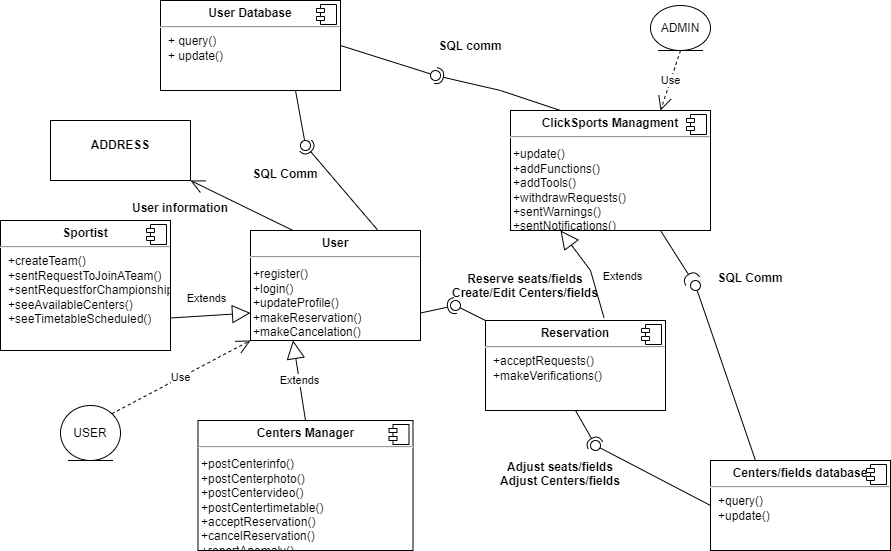 User Database
+ query()
+ update()
ADMIN
SQL comm
Use
ClickSports Managment
+update()
+addFunctions()
+addTools()
+withdrawRequests()
+sentWarnings()
+sentNotifications()
ADDRESS
SQL Comm
User information
Sportist
+createTeam()
+sentRequestToJoinATeam()
+sentRequestforChampionship
+seeAvailableCenters()
+seeTimetableScheduled()
User
+register()
+login()
+updateProfile()
+makeReservation()
+makeCancelation()
Extends
Reserve seats/fields
Create/Edit Centers/fields
Extends
SQL Comm
Reservation
+acceptRequests()
+makeVerifications()
Use
Extends
USER
Centers Manager
+postCenterinfo()
+postCenterphoto()
+postCentervideo()
+postCentertimetable()
+acceptReservation()
+cancelReservation()
+reportAnomaly()
Adjust seats/fields
Adjust Centers/fields
Centers/fields database
+query()
+update()